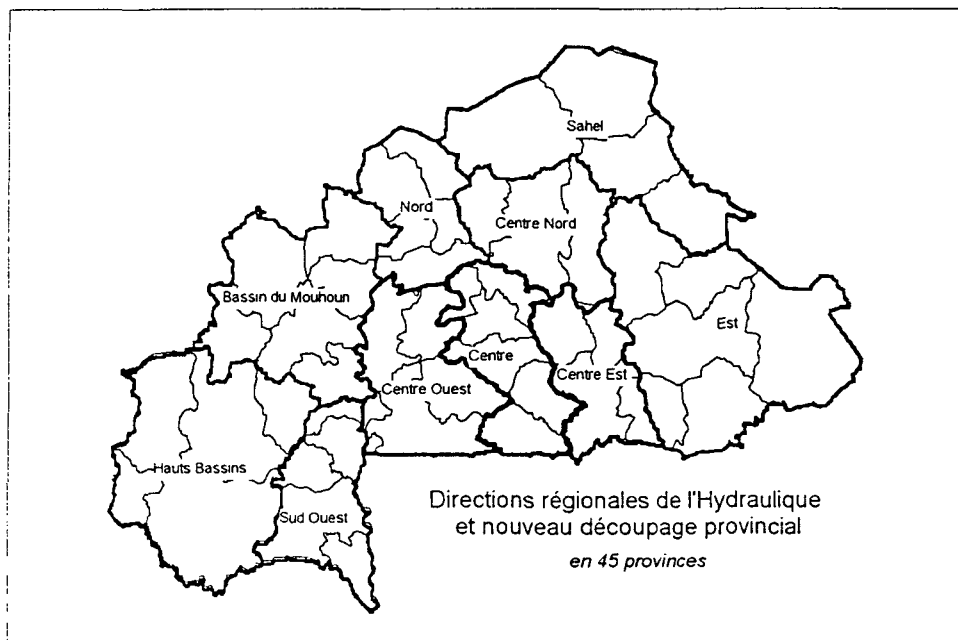 Sahel
Nord
Centre Nord
Bassin du Mouhoun
Est
Centre
Centre Est
Centre Ouest
Hauts Bassins
Sud Ouest
Directions régionales de l'Hydraulique
et nouveau découpage provincial
en 45 provinces